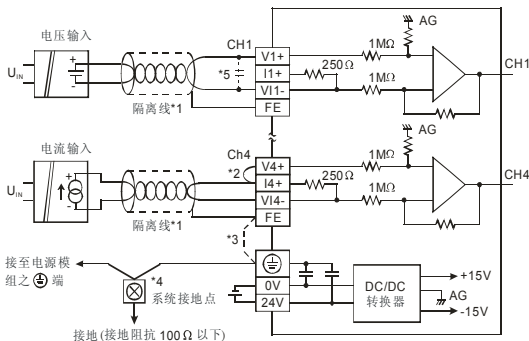 电压输入
U_IN
+
-
隔离线*1
CH1
*5
V1+
I1+
VI1-
FE
250Ω
1MΩ
1MΩ
AG
CH1
电流输入
U_IN
+
-
隔离线*1
Ch4
*2
V4+
I4+
VI4-
FE
250Ω
1MΩ
1MΩ
AG
CH4
*3
接至电源模
组之 端
*4
系统接地点
接地(接地阻抗 100Ω 以下)
0V
24V
DC/DC
转换器
+15V
AG
-15V